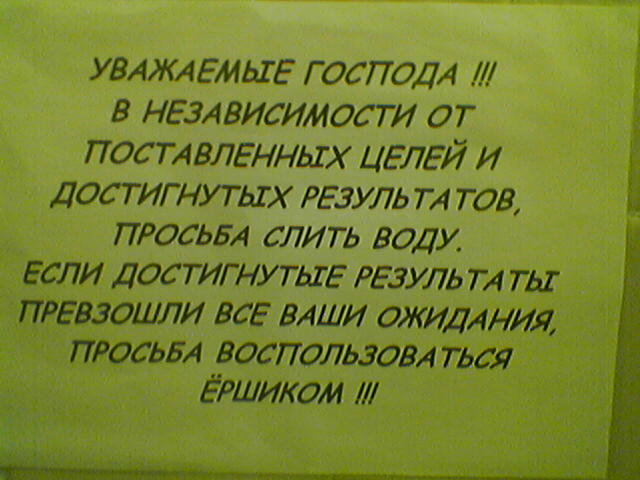 УВАЖАЕМЫЕ ГОСПОДА !!!
В НЕЗАВИСИМОСТИ ОТ
ПОСТАВЛЕННЫХ ЦЕЛЕЙ И
ДОСТИГНУТЫХ РЕЗУЛЬТАТОВ,
ПРОСЬБА СЛИТЬ ВОДУ.
ЕСЛИ ДОСТИГНУТЫЕ РЕЗУЛЬТАТЫ
ПРЕВЗОШЛИ ВСЕ ВАШИ ОЖИДАНИЯ,
ПРОСЬБА ВОСПОЛЬЗОВАТЬСЯ
ЁРШИКОМ !!!